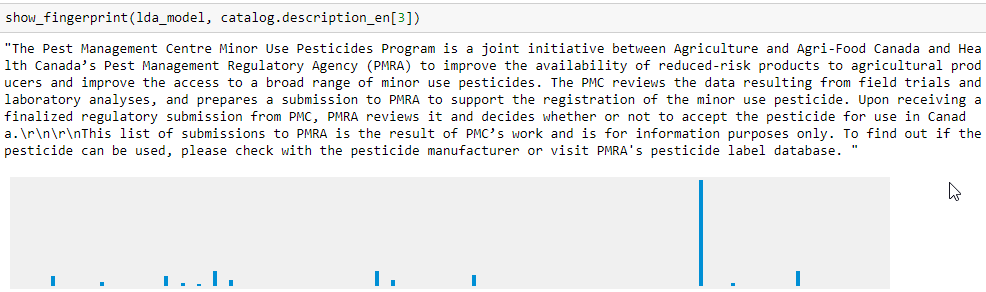 show_fingerprint(lda_model, catalog.description_en[3])
"The Pest Management Centre Minor Use Pesticides Program is a joint initiative between Agriculture and Agri-Food Canada and Hea
lth Canada’s Pest Management Regulatory Agency (PMRA) to improve the availability of reduced-risk products to agricultural prod
ucers and improve the access to a broad range of minor use pesticides. The PMC reviews the data resulting from field trials and
laboratory analyses, and prepares a submission to PMRA to support the registration of the minor use pesticide. Upon receiving a
finalized regulatory submission from PMC, PMRA reviews it and decides whether or not to accept the pesticide for use in Canad
a.\r\n\r\nThis list of submissions to PMRA is the result of PMC’s work and is for information purposes only. To find out if the
pesticide can be used, please check with the pesticide manufacturer or visit PMRA's pesticide label database. "